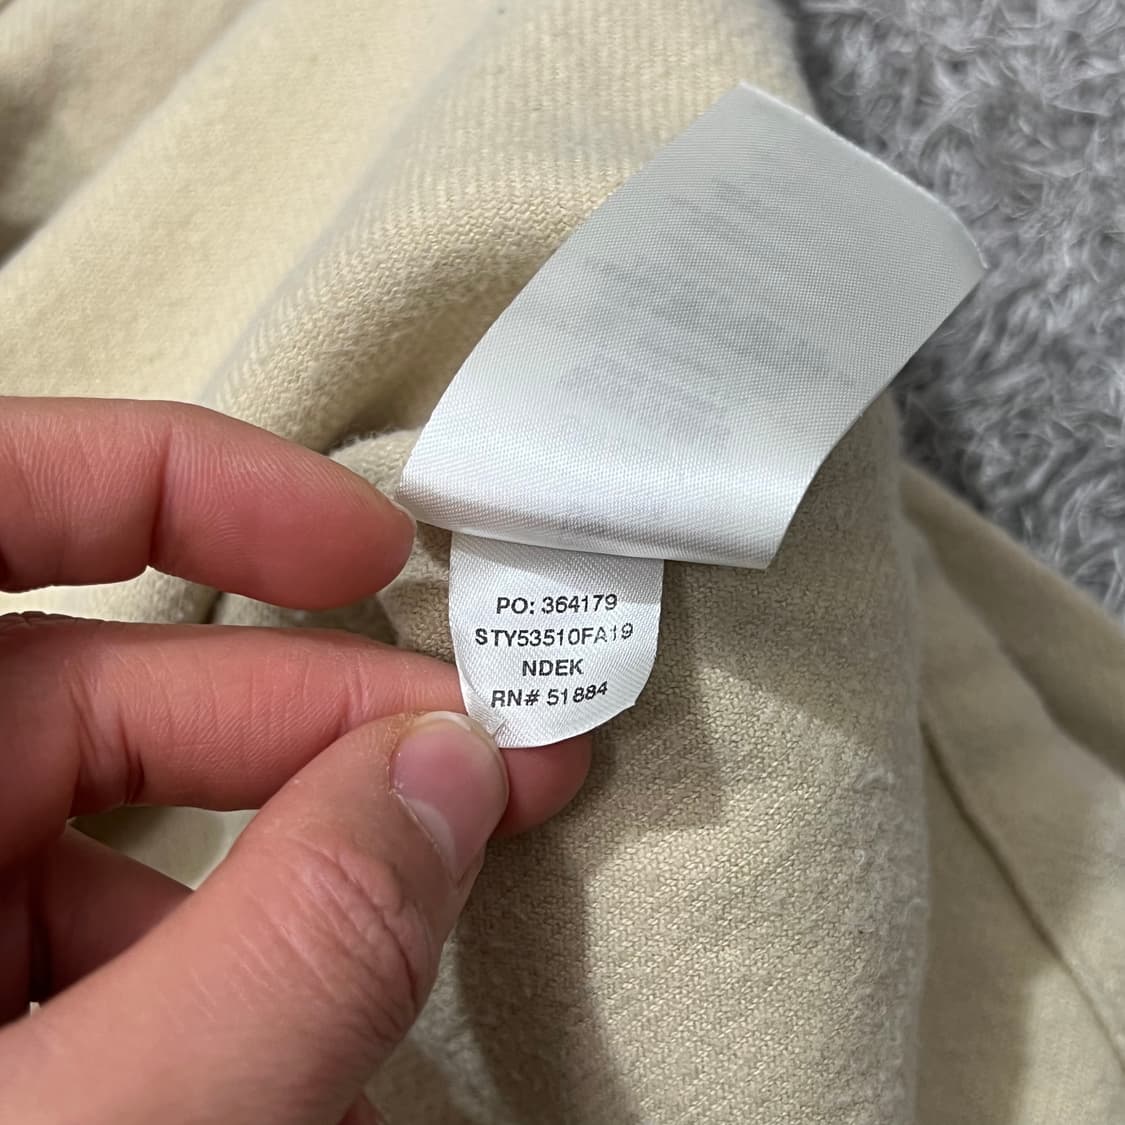 PO: 364179
STY53510FA19
NDEK
RN# 51884